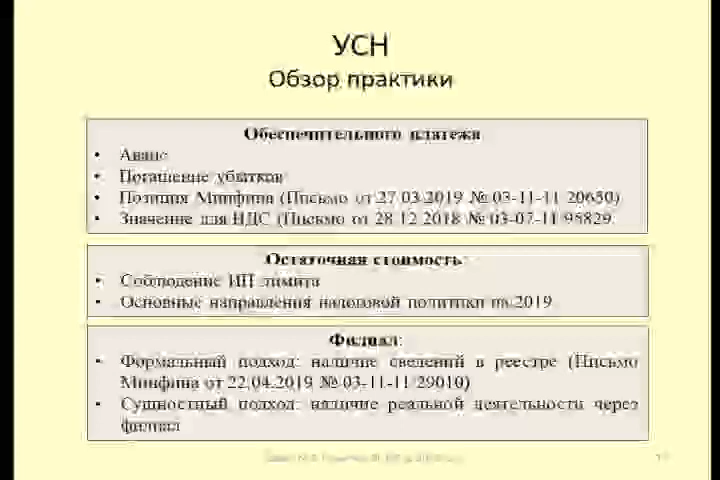 УСН
Обзор практики
Обеспечительного платежа
• Аванс
• Погашение убытков
• Позиция Минфина (Письмо от 27.03.2019 № 03-11-11 20650)
• Значение для НДС (Письмо от 28.12.2018 № 03-07-11 95829
Остаточная стоимость:
• Соблюдение ИП лимита
• Основные направления налоговой политики на 2019
Филиал:
• Формальный подход: наличие сведений в реестре (Письмо
Минфина от 22.04.2019 № 03-11-11 29010)
• Сущностный подход: наличие реальной деятельности через
филиал